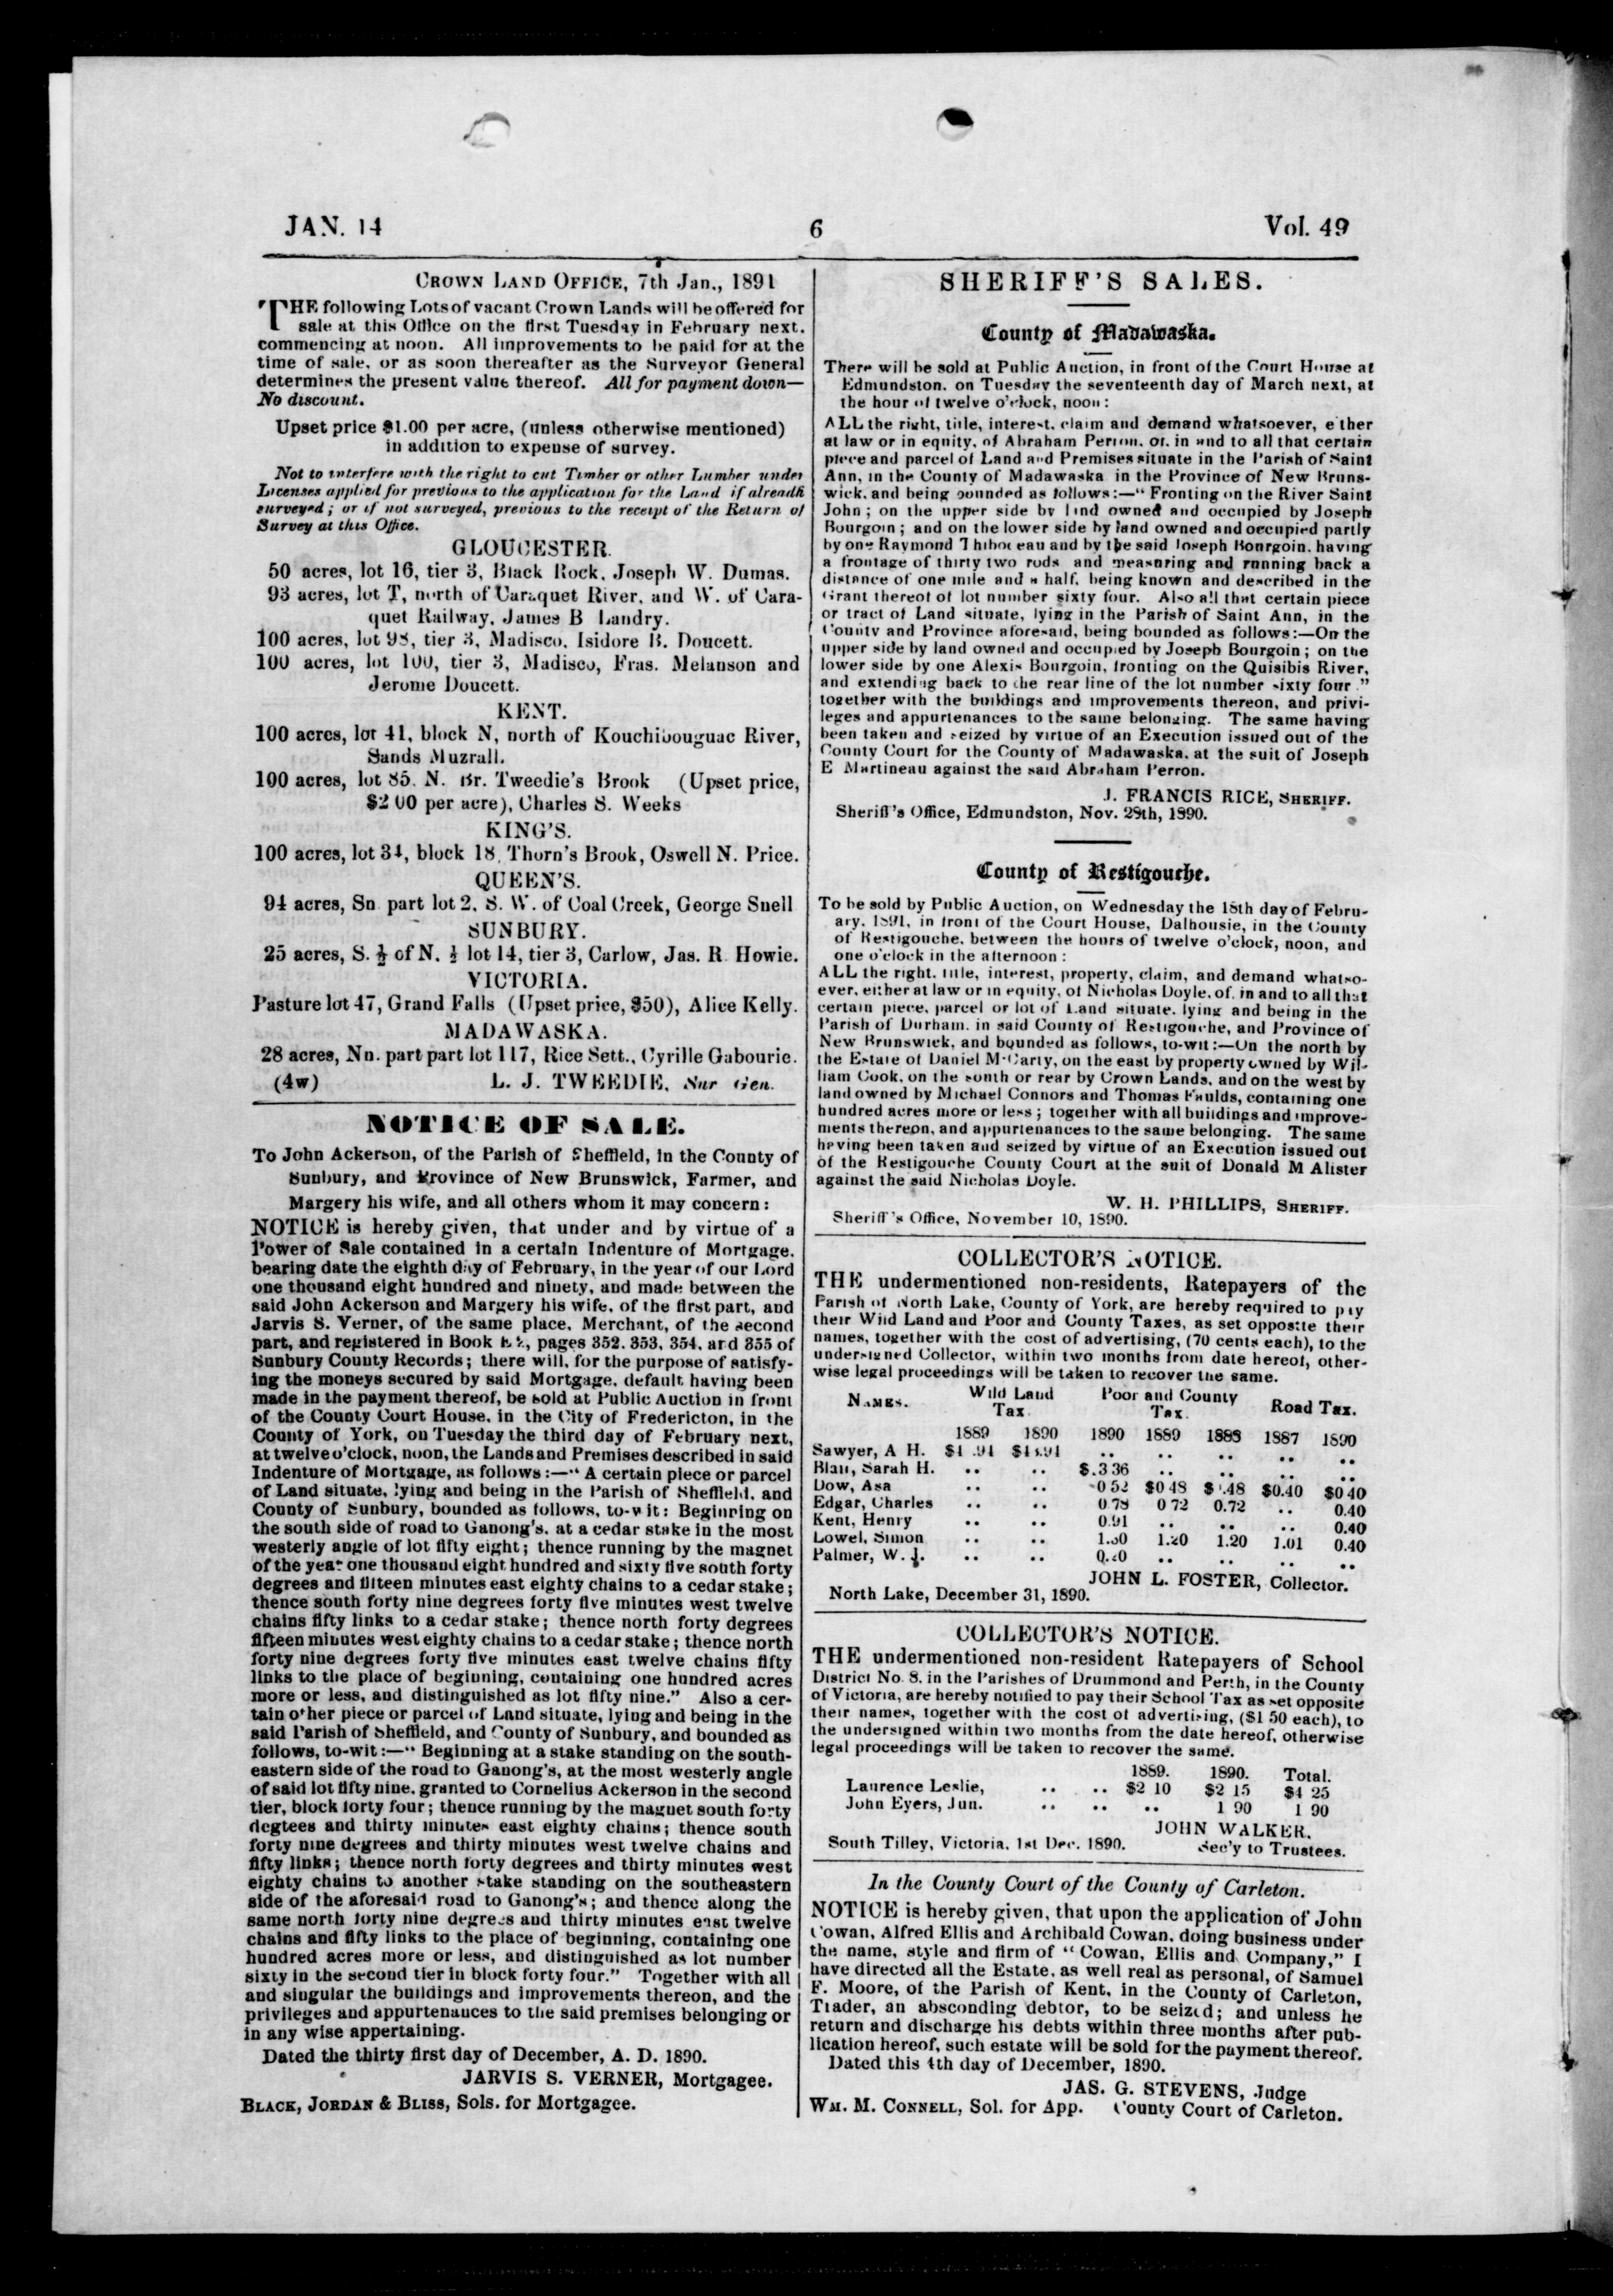 JAN. 14
6
Vol. 49
CROWN LAND OFFICE, 7th Jan., 1891
THE following Lots of vacant Crown Lands will be offered for
sale at this Office on the first Tuesday in February next,
commencing at noon. All improvements to be paid for at the
time of sale, or as soon thereafter as the Surveyor General
determines the present value thereof. All for payment down—
No discount.
Upset price $1.00 per acre, (unless otherwise mentioned)
in addition to expense of survey.
Not to interfere with the right to cut Timber or other Lumber under
Licenses applied for previous to the application for the Land if alreadh
surveyed; or if not surveyed, previous to the receipt of the Return of
Survey at this Office.
GLOUCESTER.
50 acres, lot 16, tier 3, Black Rock, Joseph W. Dumas.
93 acres, lot T, north of Caraquet River, and W. of Cara-
quet Railway, James B Landry.
100 acres, lot 98, tier 3, Madisco, Isidore B. Doucett.
100 acres, lot 100, tier 3, Madisco, Fras. Melanson and
Jerome Doucett.
KENT.
100 acres, lot 41, block N, north of Kouchibouguac River,
Sands Muzrall.
100 acres, lot 85, N. Br. Tweedie's Brook (Upset price,
$2 00 per acre), Charles S. Weeks
KING'S.
100 acres, lot 34, block 18, Thorn's Brook, Oswell N. Price.
QUEEN'S.
94 acres, Sn part lot 2, S. W. of Coal Creek, George Snell
SUNBURY.
25 acres, S. ½ of N. ½ lot 14, tier 3, Carlow, Jas. R. Howie.
VICTORIA.
Pasture lot 47, Grand Falls (Upset price, $50), Alice Kelly.
MADAWASKA.
28 acres, Nn. part part lot 117, Rice Sett., Cyrille Gabourie.
(4w) L. J. TWEEDIE, Sur Gen.
NOTICE OF SALE.
To John Ackerson, of the Parish of Sheffield, in the County of
Sunbury, and Province of New Brunswick, Farmer, and
Margery his wife, and all others whom it may concern:
NOTICE is hereby given, that under and by virtue of a
Power of Sale contained in a certain Indenture of Mortgage,
bearing date the eighth day of February, in the year of our Lord
one thousand eight hundred and ninety, and made between the
said John Ackerson and Margery his wife, of the first part, and
Jarvis S. Verner, of the same place, Merchant, of the second
part, and registered in Book pages 352, 353, 354, and 355 of
Sunbury County Records; there will, for the purpose of satisfy-
ing the moneys secured by said Mortgage, default having been
made in the payment thereof, be sold at Public Auction in front
of the County Court House, in the City of Fredericton, in the
County of York, on Tuesday the third day of February next,
at twelve o'clock, noon, the Lands and Premises described in said
Indenture of Mortgage, as follows:—"A certain piece or parcel
of Land situate, lying and being in the Parish of Sheffield, and
County of Sunbury, bounded as follows, to-wit: Beginning on
the south side of road to Ganong's, at a cedar stake in the most
westerly angle of lot fifty eight; thence running by the magnet
of the year one thousand eight hundred and sixty five south forty
degrees and fifteen minutes east eighty chains to a cedar stake;
thence south forty nine degrees forty five minutes west twelve
chains fifty links to a cedar stake; thence north forty degrees
fifteen minutes west eighty chains to a cedar stake; thence north
forty nine degrees forty five minutes east twelve chains fifty
links to the place of beginning, containing one hundred acres
more or less, and distinguished as lot fifty nine." Also a cer-
tain other piece or parcel of Land situate, lying and being in the
said Parish of Sheffield, and County of Sunbury, and bounded as
follows, to-wit:—"Beginning at a stake standing on the south-
eastern side of the road to Ganong's, at the most westerly angle
of said lot fifty nine, granted to Cornelius Ackerson in the second
tier, block forty four; thence running by the magnet south forty
degtees and thirty minutes east eighty chains; thence south
forty nine degrees and thirty minutes west twelve chains and
fifty links; thence north forty degrees and thirty minutes west
eighty chains to another stake standing on the southeastern
side of the aforesaid road to Ganong's; and thence along the
same north forty nine degrees and thirty minutes east twelve
chains and fifty links to the place of beginning, containing one
hundred acres more or less, and distinguished as lot number
sixty in the second tier in block forty four." Together with all
and singular the buildings and improvements thereon, and the
privileges and appurtenances to the said premises belonging or
in any wise appertaining.
Dated the thirty first day of December, A. D. 1890.
JARVIS S. VERNER, Mortgagee.
BLACK, JORDAN & BLISS, Sols. for Mortgagee.
SHERIFF'S SALES.
County of Madawaska.
There will be sold at Public Auction, in front of the Court House at
Edmundston, on Tuesday the seventeenth day of March next, at
the hour of twelve o'clock, noon:
ALL the right, title, interest, claim and demand whatsoever, either
at law or in equity, of Abraham Perron, of, in and to all that certain
piece and parcel of Land and Premises situate in the Parish of Saint
Ann, in the County of Madawaska in the Province of New Bruns-
wick, and being bounded as follows:—"Fronting on the River Saint
John; on the upper side by land owned and occupied by Joseph
Bourgoin; and on the lower side by land owned and occupied partly
by one Raymond Thiboceau and by the said Joseph Bourgoin, having
a frontage of thirty two rods and measuring and running back a
distance of one mile and a half, being known and described in the
Grant thereof of lot number sixty four. Also all that certain piece
or tract of Land situate, lying in the Parish of Saint Ann, in the
County and Province aforesaid, being bounded as follows:—On the
upper side by land owned and occupied by Joseph Bourgoin; on the
lower side by one Alexis Bourgoin, fronting on the Quisibis River,
and extending back to the rear line of the lot number sixty four"
together with the buildings and improvements thereon, and privi-
leges and appurtenances to the same belonging. The same having
been taken and seized by virtue of an Execution issued out of the
County Court for the County of Madawaska, at the suit of Joseph
E Martineau against the said Abraham Perron.
J. FRANCIS RICE, SHERIFF.
Sheriff's Office, Edmundston, Nov. 28th, 1890.
County of Restigouche.
To be sold by Public Auction, on Wednesday the 18th day of Febru-
ary, 1891, in front of the Court House, Dalhousie, in the County
of Restigouche, between the hours of twelve o'clock, noon, and
one o'clock in the afternoon:
ALL the right, title, interest, property, claim, and demand whatso-
ever, either at law or in equity, of Nicholas Doyle, of, in and to all that
certain piece, parcel or lot of Land situate, lying and being in the
Parish of Durham, in said County of Restigouche, and Province of
New Brunswick, and bounded as follows, to-wit:—On the north by
the Estate of Daniel M'Carty, on the east by property owned by Wil-
liam Cook, on the south or rear by Crown Lands, and on the west by
land owned by Michael Connors and Thomas Faulds, containing one
hundred acres more or less; together with all buildings and improve-
ments thereon, and appurtenances to the same belonging. The same
having been taken and seized by virtue of an Execution issued out
of the Restigouche County Court at the suit of Donald M Alister
against the said Nicholas Doyle.
W. H. PHILLIPS, SHERIFF.
Sheriff's Office, November 10, 1890.
COLLECTOR'S NOTICE.
THE undermentioned non-residents, Ratepayers of the
Parish of North Lake, County of York, are hereby required to pay
their Wild Land and Poor and County Taxes, as set opposite their
names, together with the cost of advertising, (70 cents each), to the
undersigned Collector, within two months from date hereof, other-
wise legal proceedings will be taken to recover the same.
NAMES. Wild Land Tax. Poor and County Tax. Road Tax.
1889 1890 1890 1889 1888 1887 1890
Sawyer, A H. .. .. .. .. ..
Blau, Sarah H. .. .. $.3 36 .. .. .. ..
Dow, Asa .. .. 0 52 $0 48 .48 $0.40 $0 40
Edgar, Charles .. .. 0.78 0 72 0.72 .. 0.40
Kent, Henry .. .. 0.91 .. .. .. 0.40
Lowel, Simon .. .. 1.20 1.20 1.01 0.40
Palmer, W. J. .. .. .. .. .. ..
JOHN L. FOSTER, Collector.
North Lake, December 31, 1890.
COLLECTOR'S NOTICE.
THE undermentioned non-resident Ratepayers of School
District No. 8, in the Parishes of Drummond and Perth, in the County
of Victoria, are hereby notified to pay their School Tax as set opposite
their names, together with the cost of advertising, ($1 50 each), to
the undersigned within two months from the date hereof, otherwise
legal proceedings will be taken to recover the same.
1889. 1890. Total.
Laurence Leslie, .. .. $2 10 $2 15 $4 25
John Eyers, Jun. .. .. .. 1 90 1 90
JOHN WALKER,
South Tilley, Victoria, 1st Dec. 1890. Sec'y to Trustees.
In the County Court of the County of Carleton.
NOTICE is hereby given, that upon the application of John
Cowan, Alfred Ellis and Archibald Cowan, doing business under
the name, style and firm of "Cowan, Ellis and Company," I
have directed all the Estate, as well real as personal, of Samuel
F. Moore, of the Parish of Kent, in the County of Carleton,
Trader, an absconding debtor, to be seized; and unless he
return and discharge his debts within three months after pub-
lication hereof, such estate will be sold for the payment thereof.
Dated this 4th day of December, 1890.
JAS. G. STEVENS, Judge
WM. M. CONNELL, Sol. for App. County Court of Carleton.